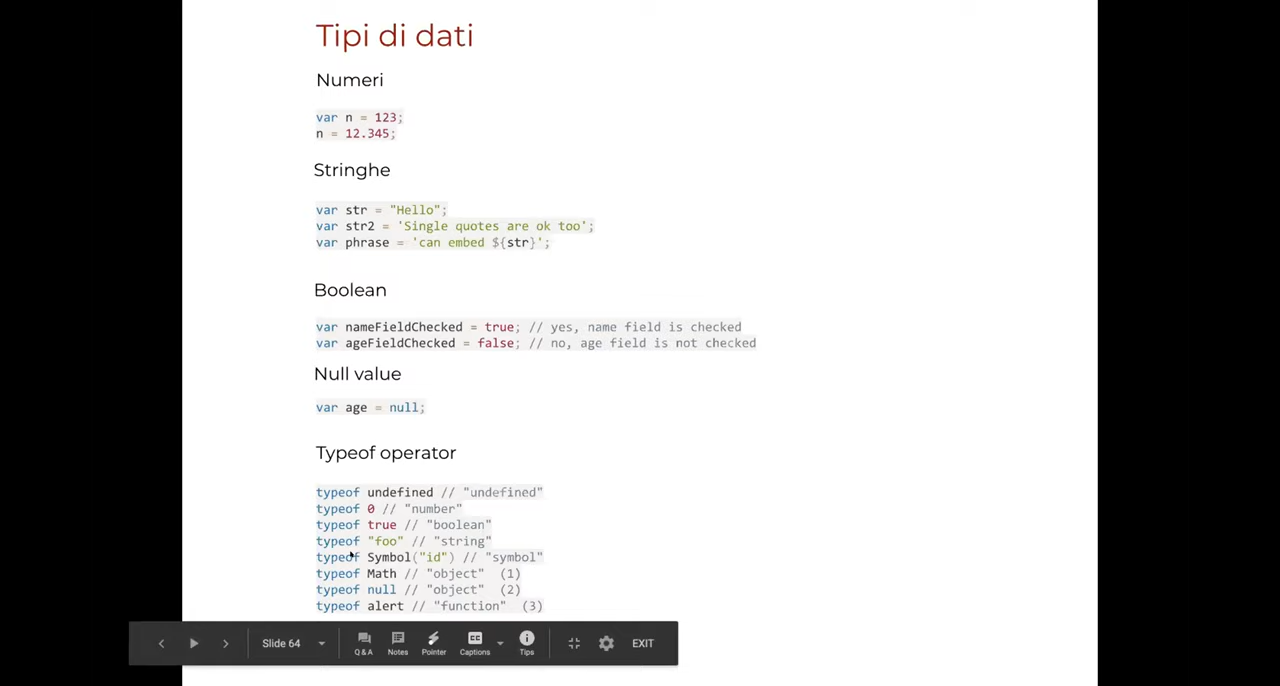 Tipi di dati
Numeri
var n = 123;
n = 12.345;
Stringhe
var str = "Hello";
var str2 = 'Single quotes are ok too';
var phrase = 'can embed ${str}';
Boolean
var nameFieldChecked = true; // yes, name field is checked
var ageFieldChecked = false; // no, age field is not checked
Null value
var age = null;
Typeof operator
typeof undefined // "undefined"
typeof 0 // "number"
typeof true // "boolean"
typeof "foo" // "string"
typeof Symbol("id") // "symbol"
typeof Math // "object" (1)
typeof null // "object" (2)
typeof alert // "function" (3)
Slide 64
Q & A
Notes
Pointer
CC
Captions
Tips
EXIT